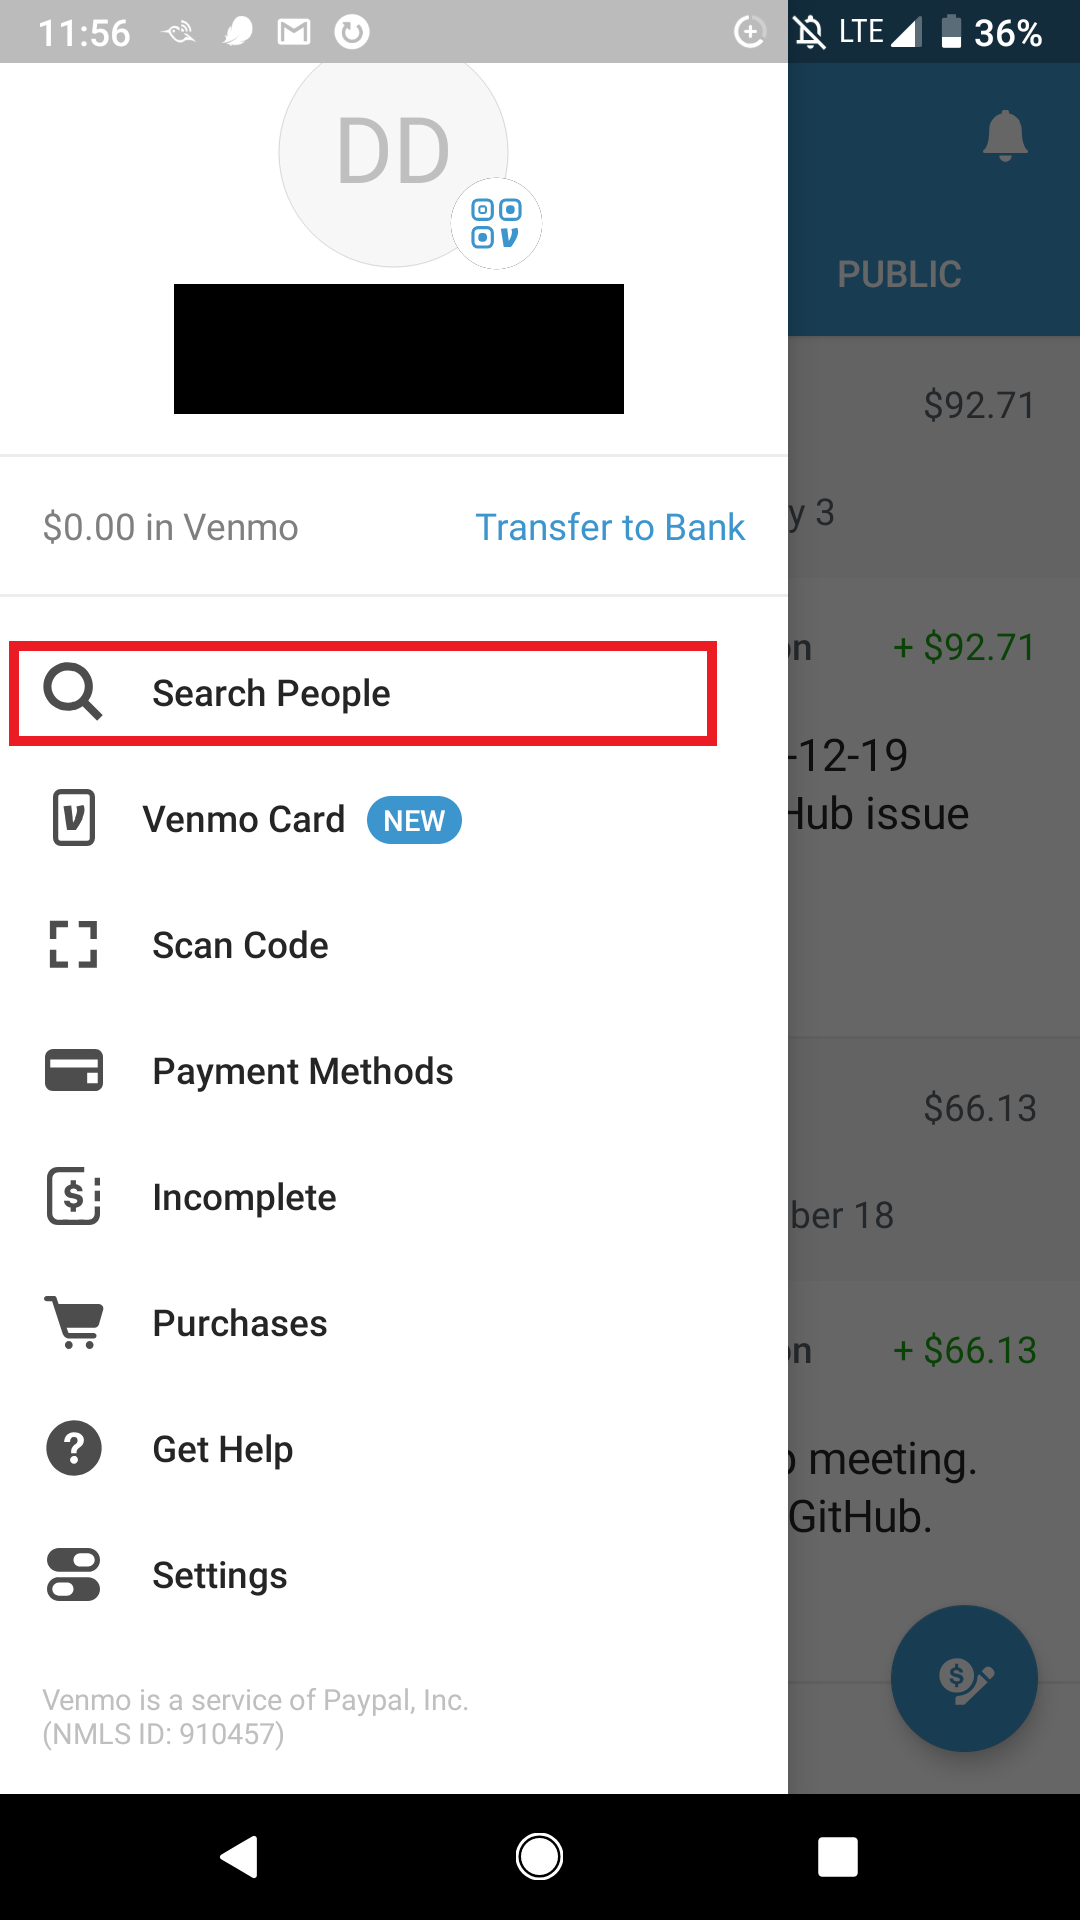 11:56 LTE 36%
DD
PUBLIC
$92.71
$0.00 in Venmo Transfer to Bank
y 3
Search People
on + $92.71
-12-19
Hub issue
Venmo Card NEW
Scan Code
Payment Methods
$66.13
Incomplete
ber 18
Purchases
on + $66.13
Get Help
meeting.
GitHub.
Settings
Venmo is a service of Paypal, Inc.
(NMLS ID: 910457)